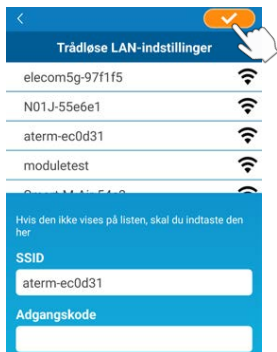 Trådløse LAN-indstillinger
elecom5g-97f1f5
N01J-55e6e1
aterm-ec0d31
moduletest
Hvis den ikke vises på listen, skal du indtaste den
her
SSID
aterm-ec0d31
Adgangskode